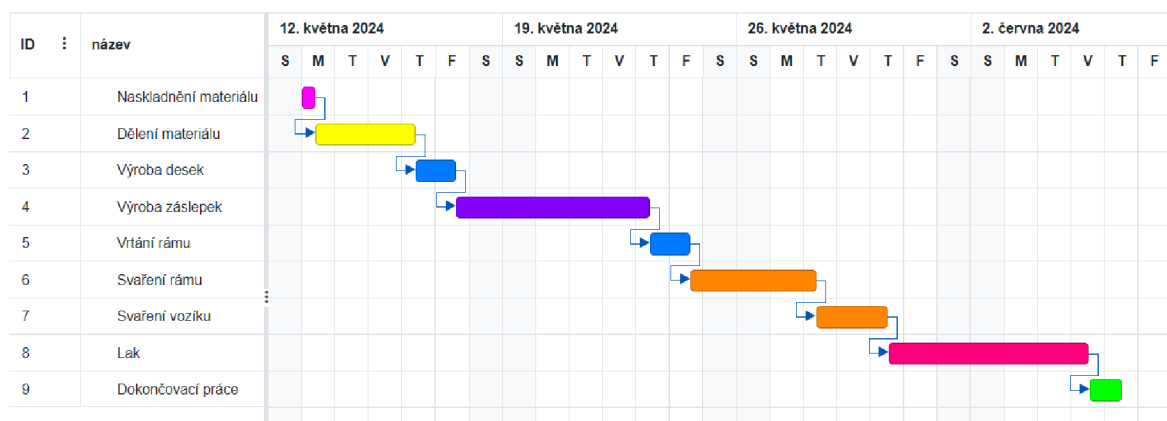 ID název 12. května 2024 19. května 2024 26. května 2024 2. června 2024
S M T V T F S S M T V T F S S M T V T F S S M T V T F
1 Naskladnění materiálu
2 Dělení materiálu
3 Výroba desek
4 Výroba záslepek
5 Vrtání rámu
6 Svaření rámu
7 Svaření vozíku
8 Lak
9 Dokončovací práce